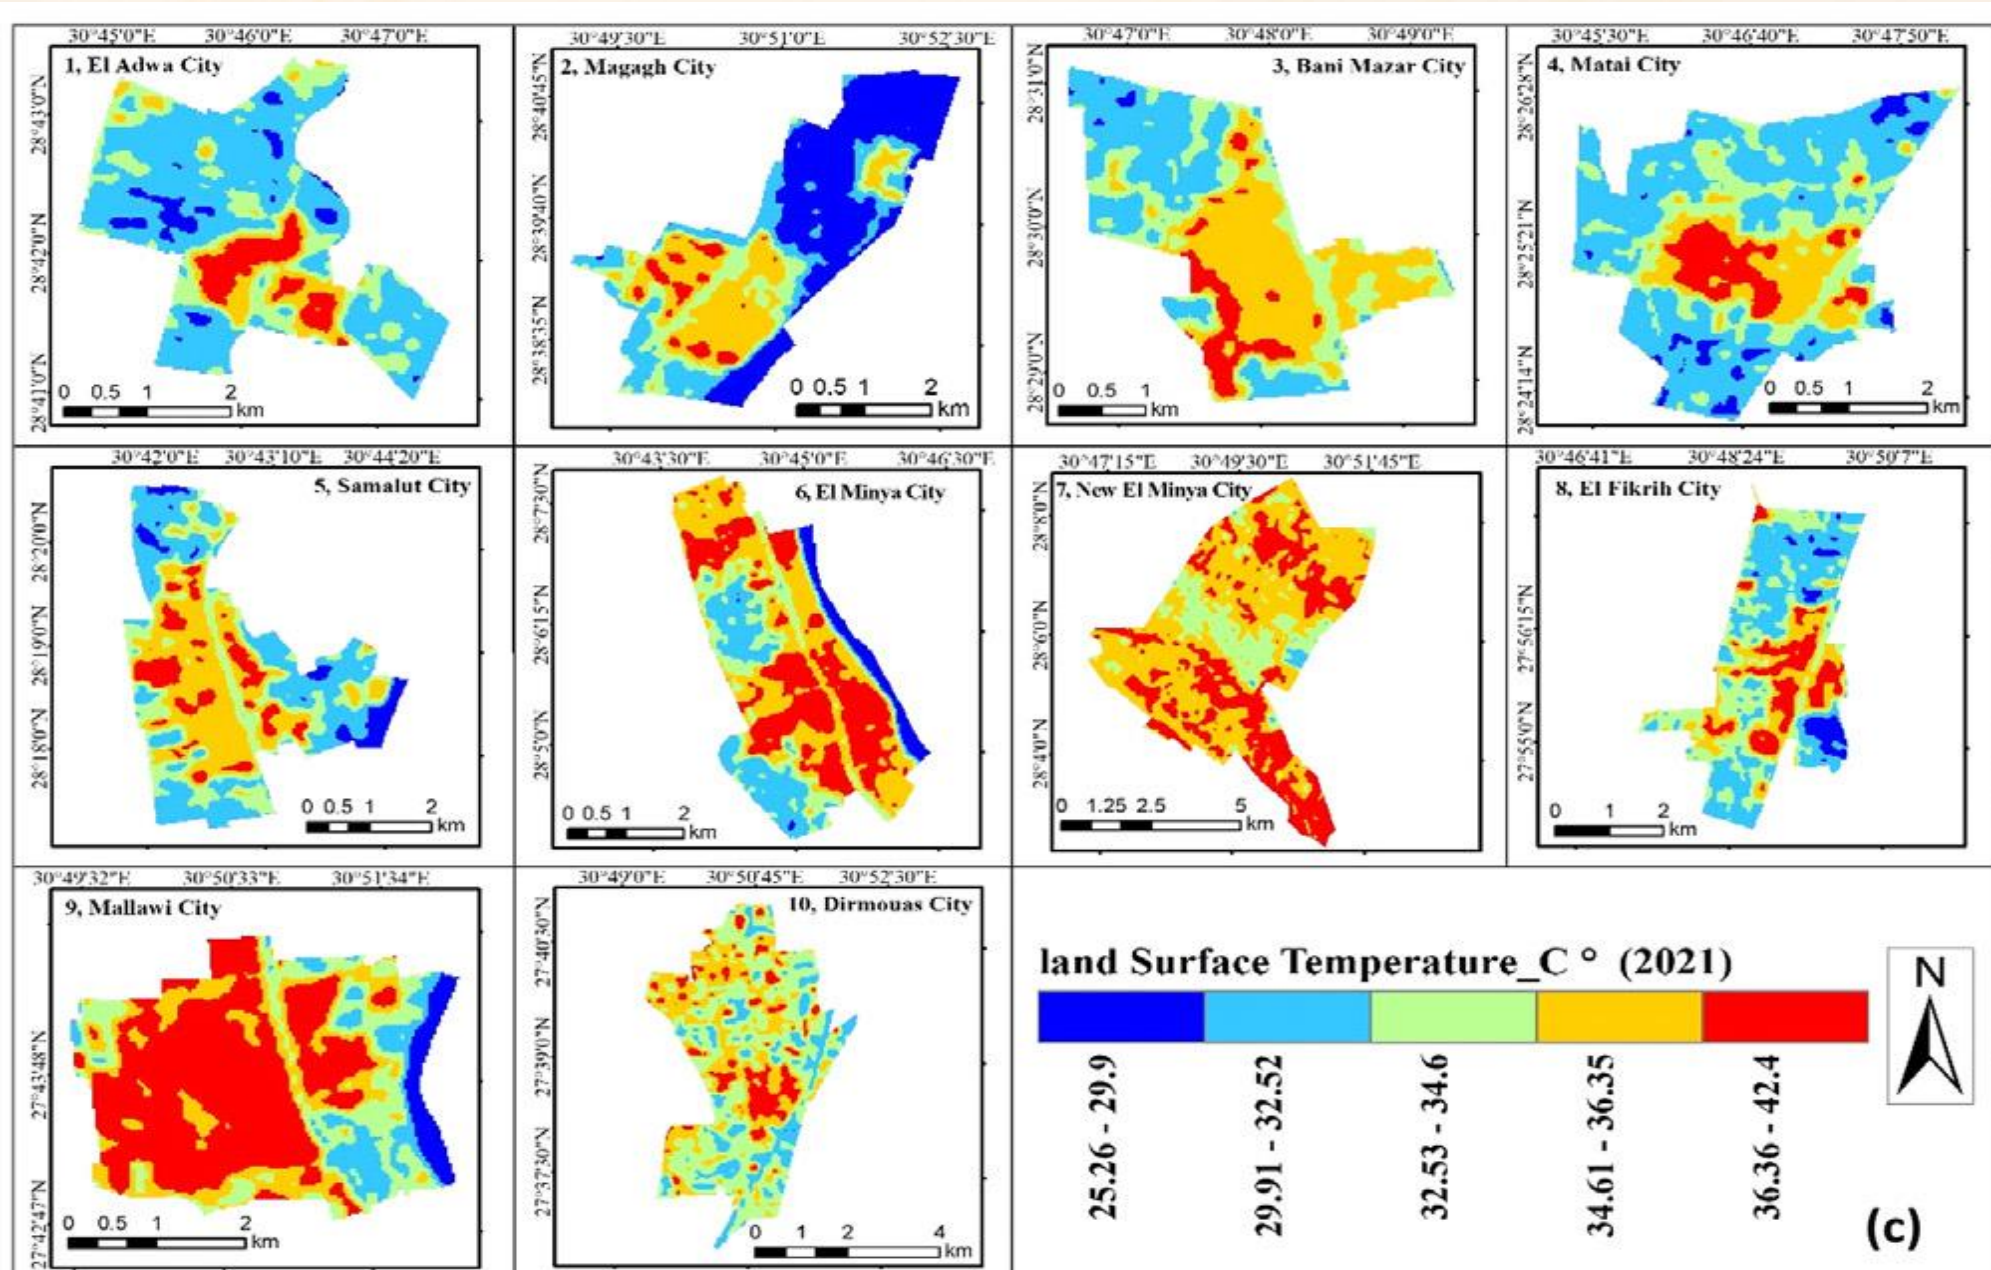 30°45'0"E 30°46'0"E 30°47'0"E
1, El Adwa City
28°43'0"N
28°42'0"N
28°41'0"N
0 0.5 1 2
km
30°49'30"E 30°51'0"E 30°52'30"E
2, Magagh City
28°40'45"N
28°39'40"N
28°38'35"N
0 0.5 1 2
km
30°47'0"E 30°48'0"E 30°49'0"E
3, Bani Mazar City
28°31'0"N
28°30'0"N
28°29'0"N
0 0.5 1
km
30°45'30"E 30°46'40"E 30°47'50"E
4, Matai City
28°26'28"N
28°25'21"N
28°24'14"N
0 0.5 1 2
km
30°42'0"E 30°43'10"E 30°44'20"E
5, Samalut City
28°20'0"N
28°19'0"N
28°18'0"N
0 0.5 1 2
km
30°43'30"E 30°45'0"E 30°46'30"E
6, El Minya City
28°7'30"N
28°6'15"N
28°5'0"N
0 0.5 1 2
km
30°47'15"E 30°49'30"E 30°51'45"E
7, New El Minya City
28°8'0"N
28°6'0"N
28°4'0"N
0 1.25 2.5 5
km
30°46'41"E 30°48'24"E 30°50'7"E
8, El Fikrih City
27°56'15"N
27°55'0"N
0 1 2
km
30°49'32"E 30°50'33"E 30°51'34"E
9, Mallawi City
27°43'48"N
27°42'47"N
0 0.5 1 2
km
30°49'0"E 30°50'45"E 30°52'30"E
10, Dirmouas City
27°40'30"N
27°39'0"N
27°37'30"N
0 1 2 4
km
land Surface Temperature_C ° (2021)
25.26 - 29.9
29.91 - 32.52
32.53 - 34.6
34.61 - 36.35
36.36 - 42.4
N
(c)